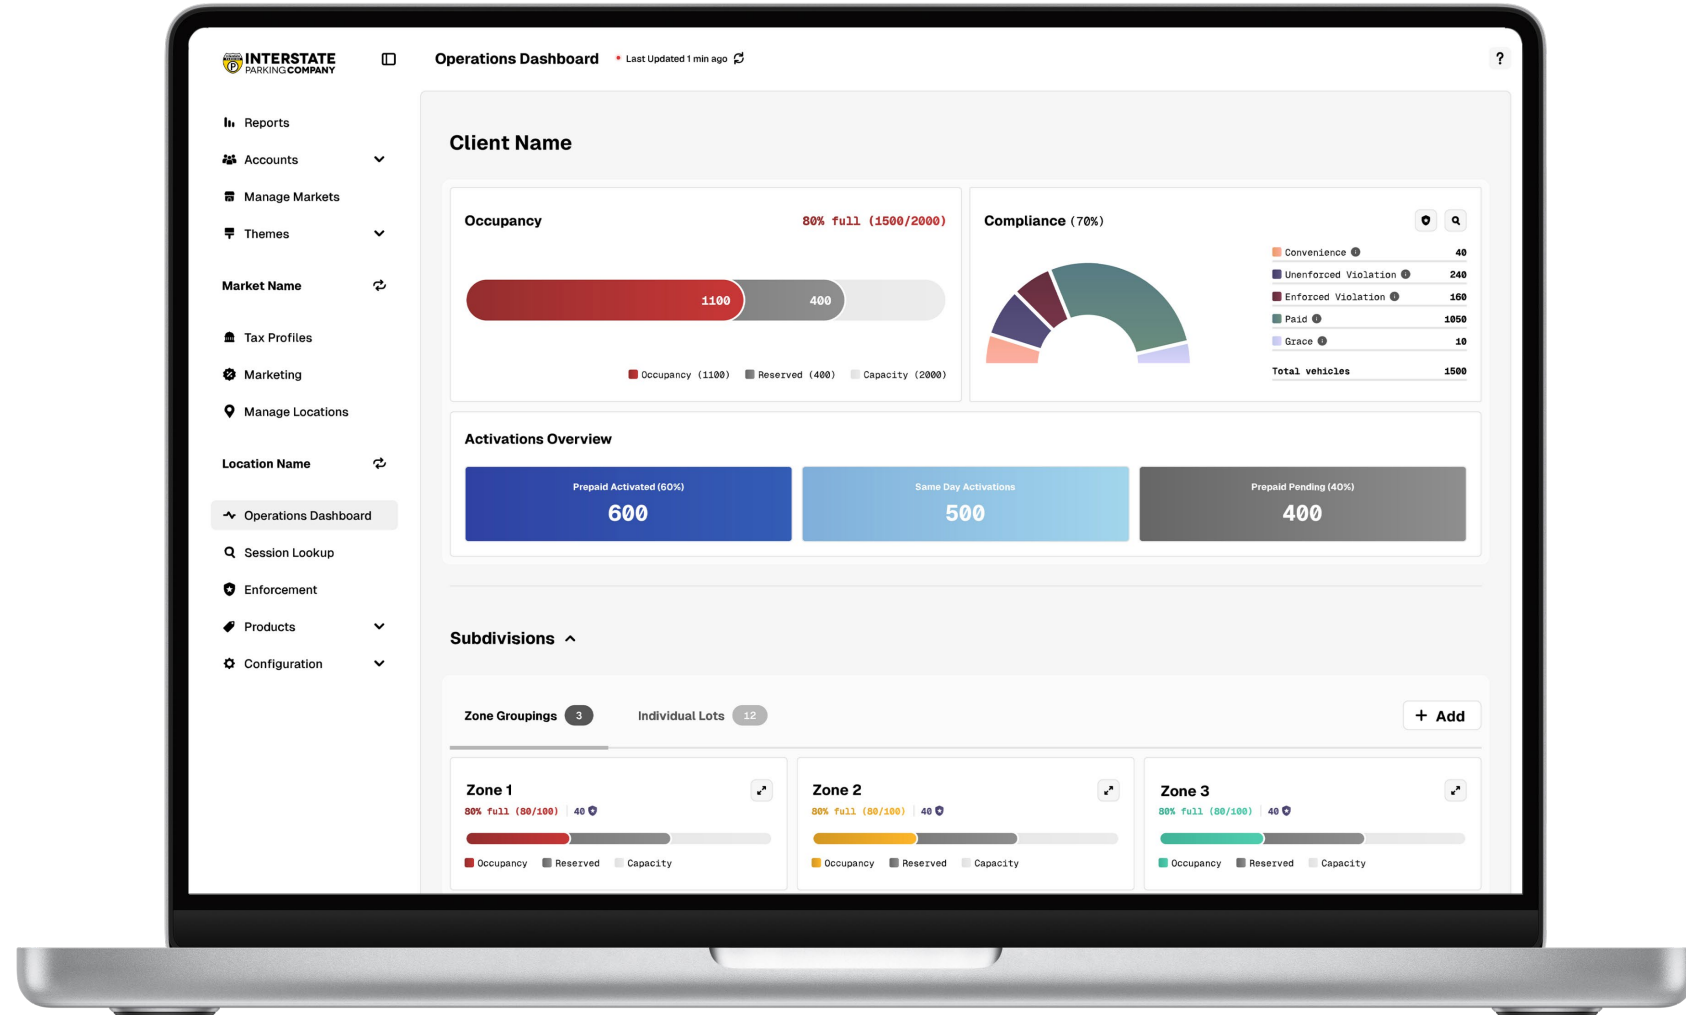 INTERSTATE
PARKING COMPANY
Operations Dashboard
Last Updated 1 min ago
?
Reports
Accounts
Manage Markets
Themes
Market Name
Tax Profiles
Marketing
Manage Locations
Location Name
Operations Dashboard
Session Lookup
Enforcement
Products
Configuration
Client Name
Occupancy
80% full (1500/2000)
1100
400
Occupancy (1100)
Reserved (400)
Capacity (2000)
Compliance (70%)
Convenience 40
Unenforced Violation 240
Enforced Violation 160
Paid 1050
Grace 10
Total vehicles 1500
Activations Overview
Prepaid Activated (60%)
600
Same Day Activations
500
Prepaid Pending (40%)
400
Subdivisions
Zone Groupings 3
Individual Lots 12
+ Add
Zone 1
80% full (80/100) 40
Occupancy Reserved Capacity
Zone 2
80% full (80/100) 40
Occupancy Reserved Capacity
Zone 3
80% full (80/100) 40
Occupancy Reserved Capacity